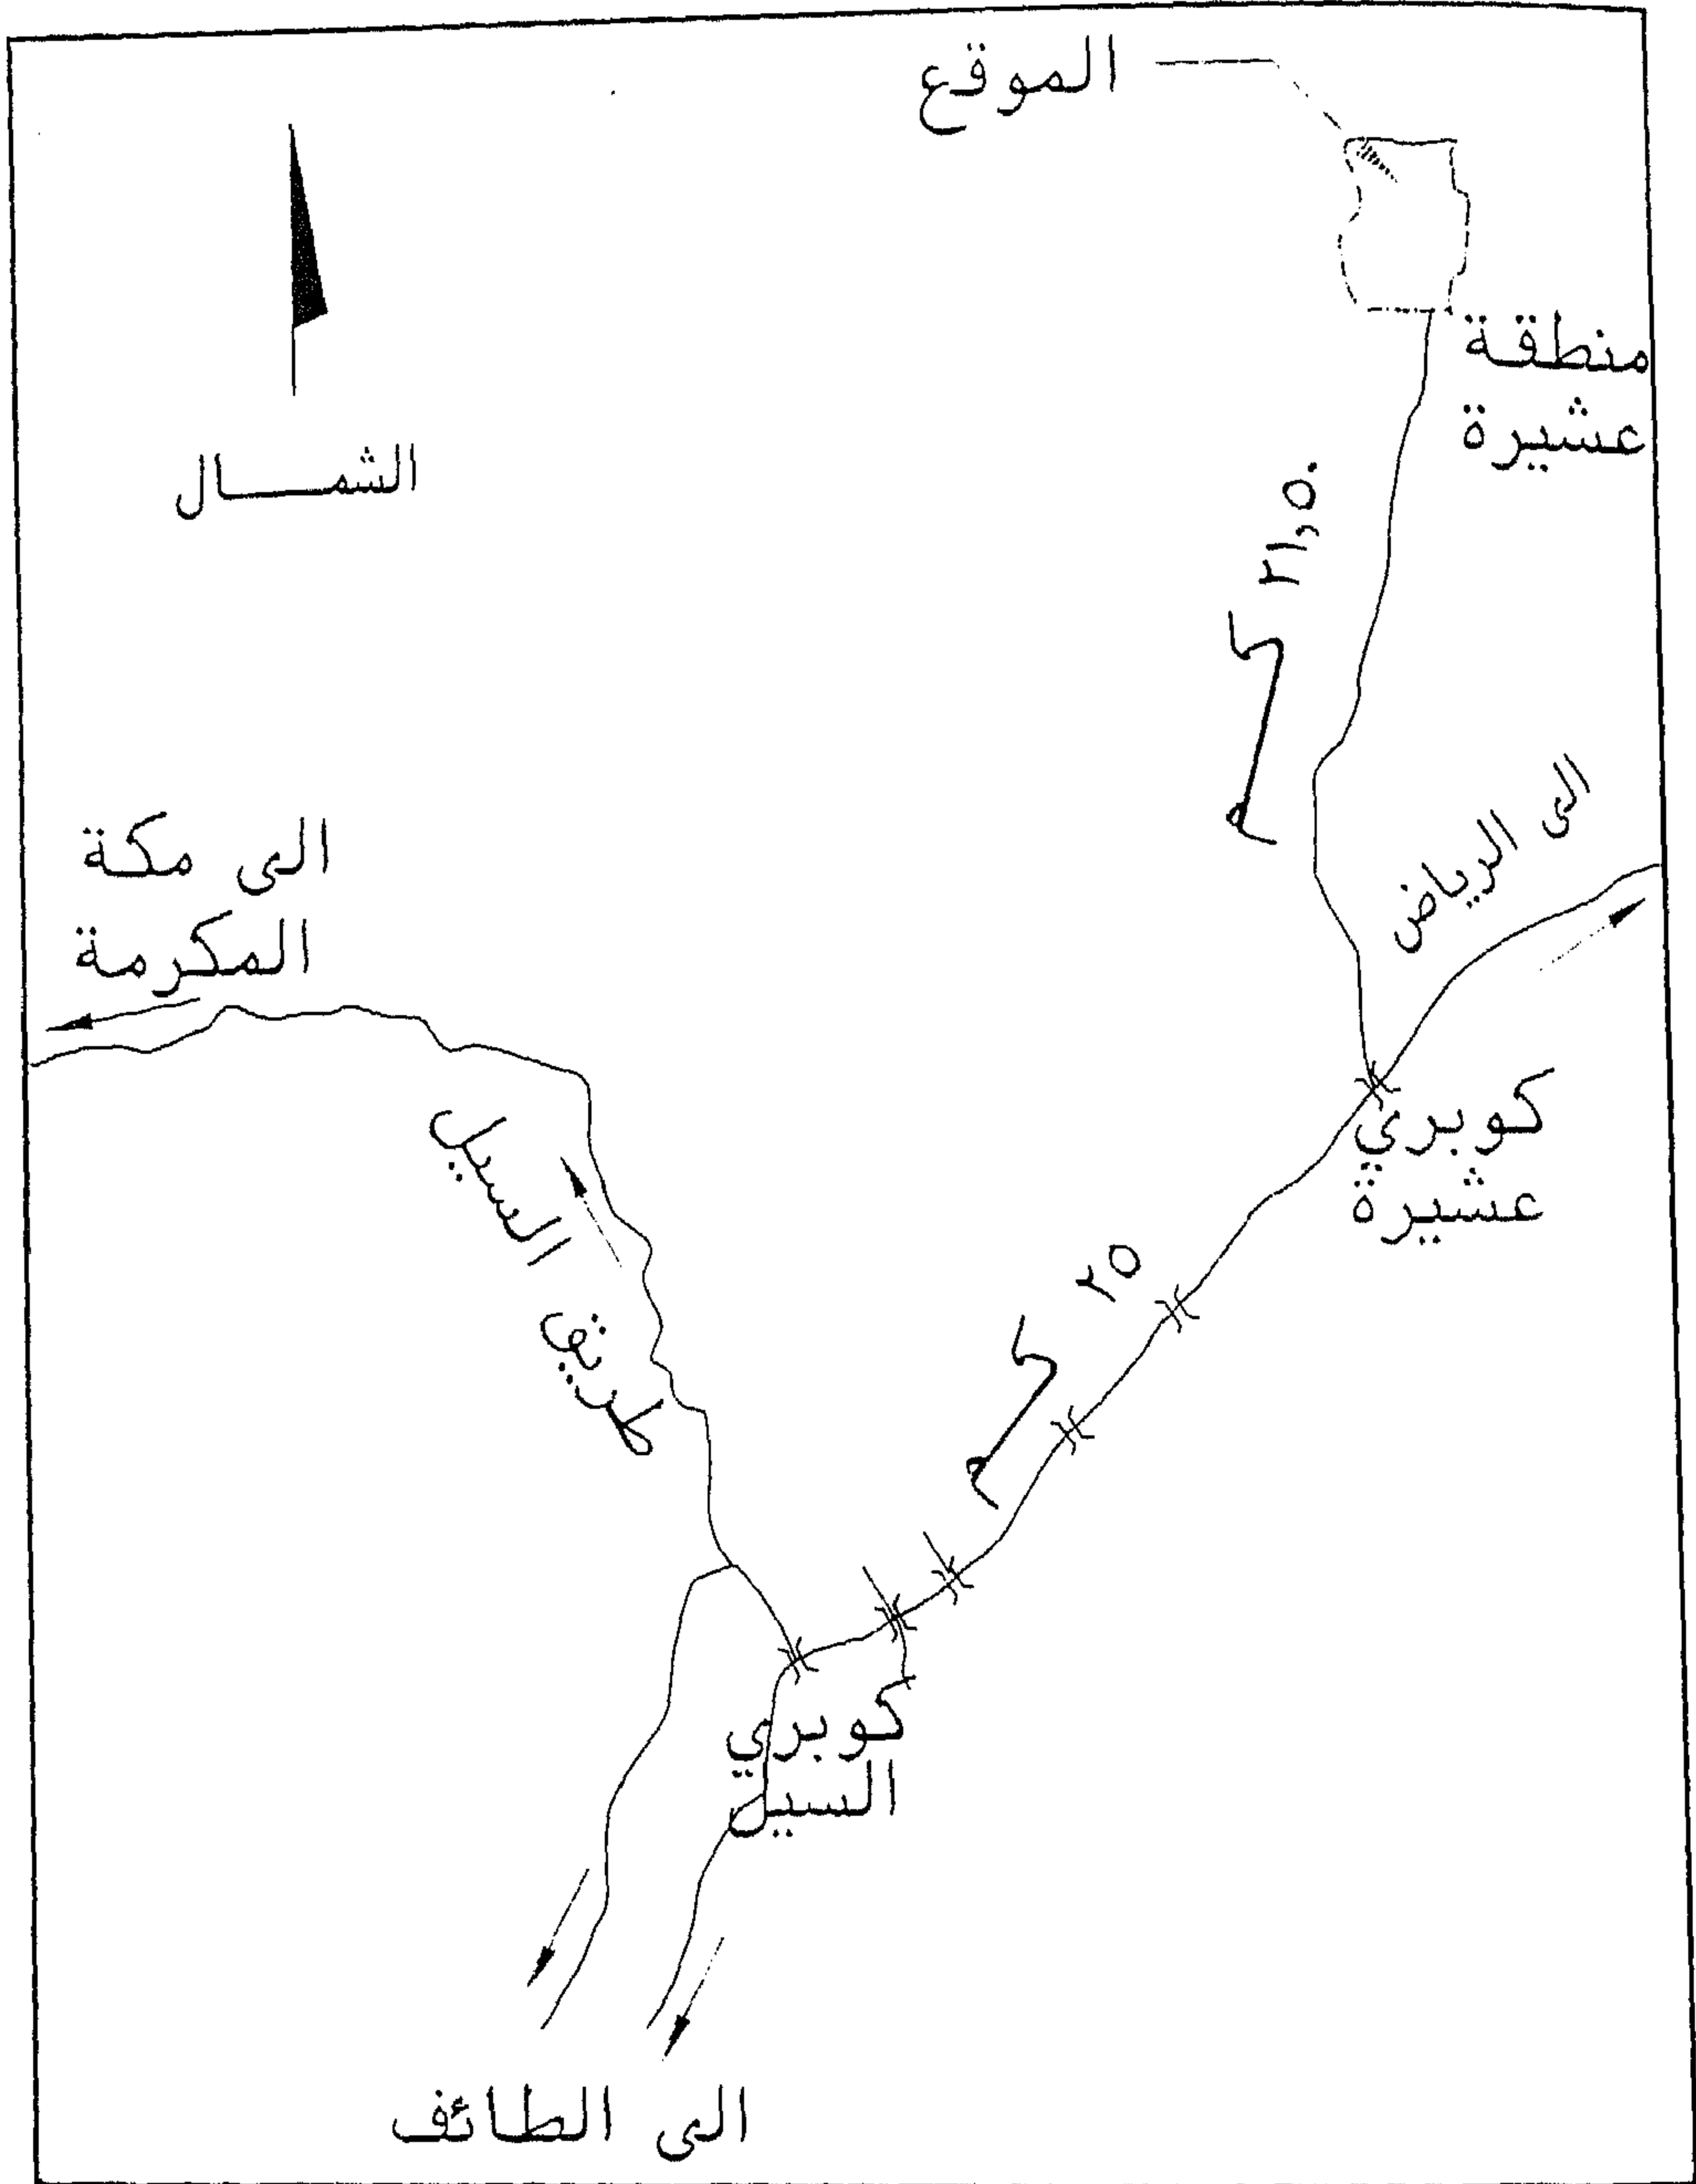 الموقع
منطقة
عشيرة
الشمـــــال
٢١,٥٠ كم
الى الرياض
الى مكة
المكرمة
كوبري
عشيرة
طريق السيل
٢٥ كم
كوبري
السيل
الى الطائف